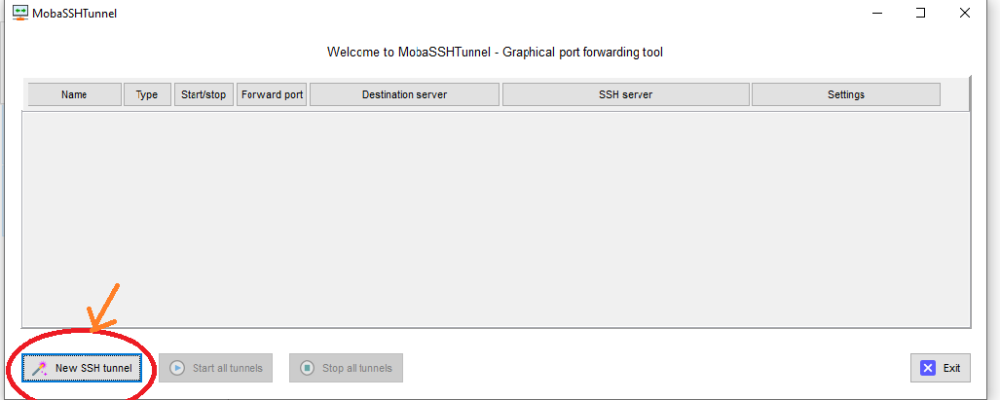 MobaSSHTunnel
Welcome to MobaSSHTunnel - Graphical port forwarding tool
Name Type Start/stop Forward port Destination server SSH server Settings
New SSH tunnel Start all tunnels Stop all tunnels Exit